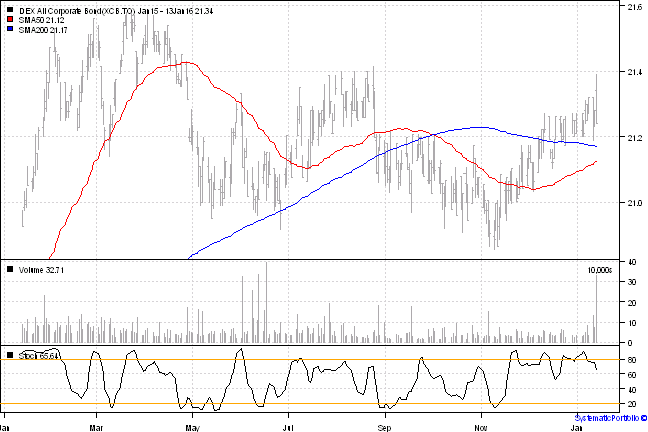 DEX All Corporate Bond(XCB.TO) Jan15 - 13Jan16 21.34
SMA50 21.12
SMA200 21.17
21.6
21.4
21.2
21.0
Volume 32.71
10,000s
40
30
20
10
0
Stoch 65.64
80
60
40
20
Jan Mar May Jul Sep Nov Jan
SystematicPortfolio ©